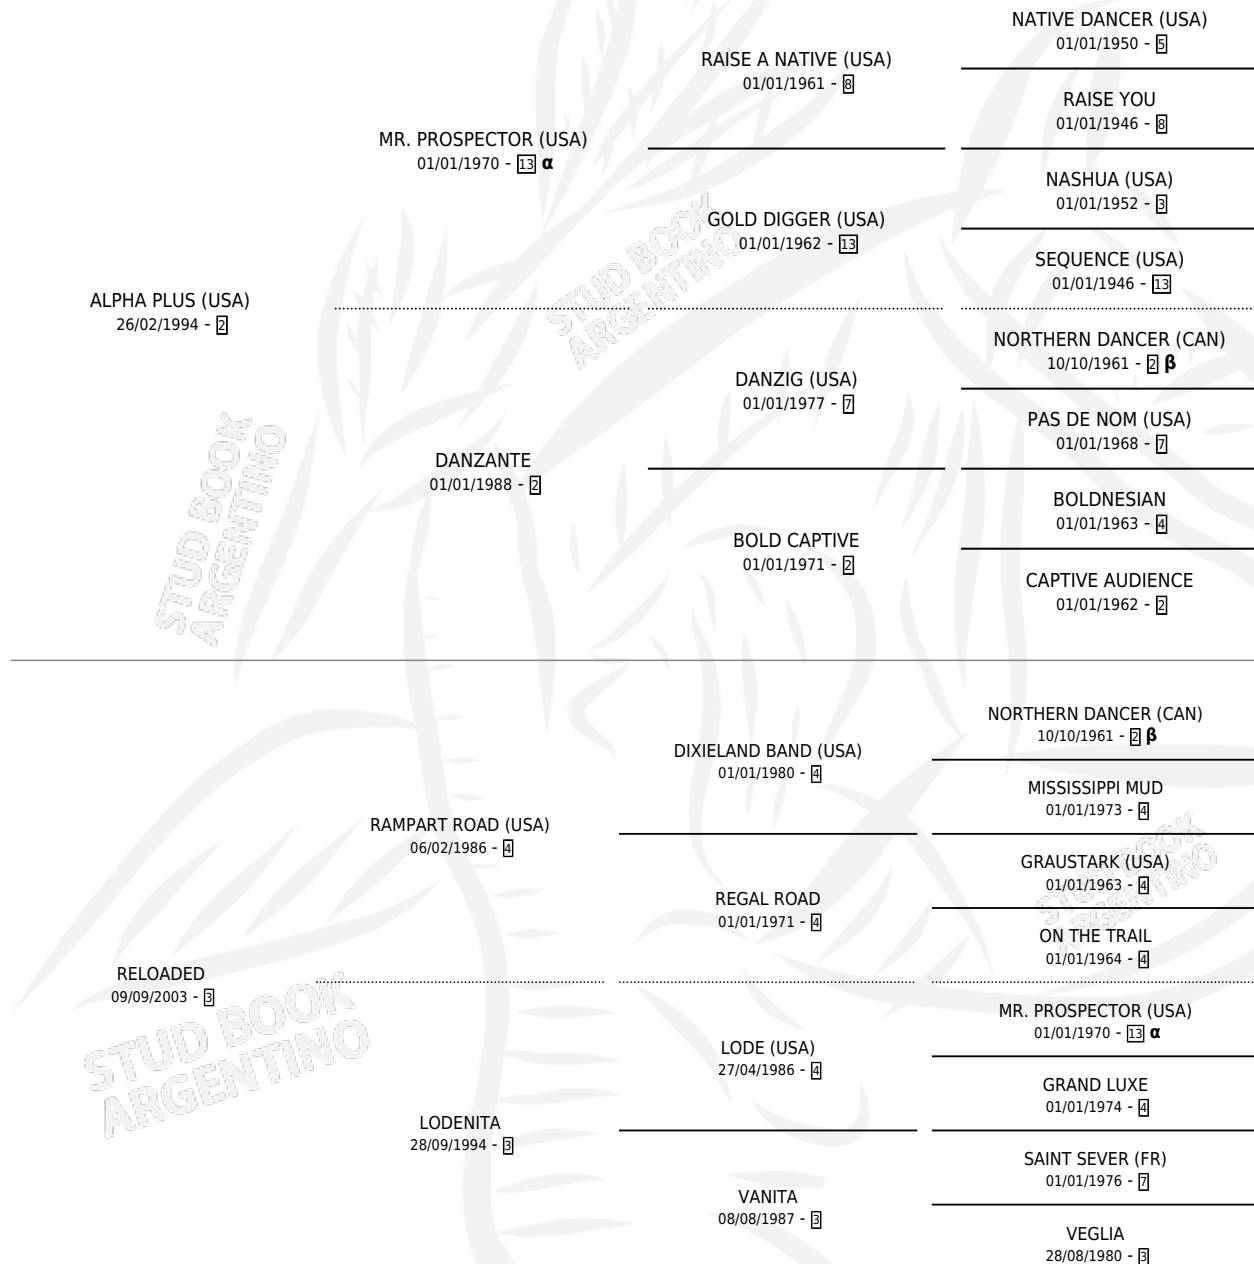 NATIVE DANCER (USA)
01/01/1950 - 5
RAISE A NATIVE (USA)
01/01/1961 - 8
RAISE YOU
01/01/1946 - 8
MR. PROSPECTOR (USA)
01/01/1970 - 13 α
NASHUA (USA)
01/01/1952 - 3
GOLD DIGGER (USA)
01/01/1962 - 13
SEQUENCE (USA)
01/01/1946 - 13
ALPHA PLUS (USA)
26/02/1994 - 2
NORTHERN DANCER (CAN)
10/10/1961 - 2 β
DANZIG (USA)
01/01/1977 - 7
PAS DE NOM (USA)
01/01/1968 - 7
DANZANTE
01/01/1988 - 2
BOLDNESIAN
01/01/1963 - 4
BOLD CAPTIVE
01/01/1971 - 2
CAPTIVE AUDIENCE
01/01/1962 - 2
NORTHERN DANCER (CAN)
10/10/1961 - 2 β
DIXIELAND BAND (USA)
01/01/1980 - 4
MISSISSIPPI MUD
01/01/1973 - 4
RAMPART ROAD (USA)
06/02/1986 - 4
GRAUSTARK (USA)
01/01/1963 - 4
REGAL ROAD
01/01/1971 - 4
ON THE TRAIL
01/01/1964 - 4
RELOADED
09/09/2003 - 3
MR. PROSPECTOR (USA)
01/01/1970 - 13 α
LODE (USA)
27/04/1986 - 4
GRAND LUXE
01/01/1974 - 4
LODENITA
28/09/1994 - 3
SAINT SEVER (FR)
01/01/1976 - 7
VANITA
08/08/1987 - 3
VEGLIA
28/08/1980 - 3
STUD BOOK
ARGENTINO
STUD BOOK
ARGENTINO
STUD BOOK
ARGENTINO
STUD BOOK
ARGENTINO